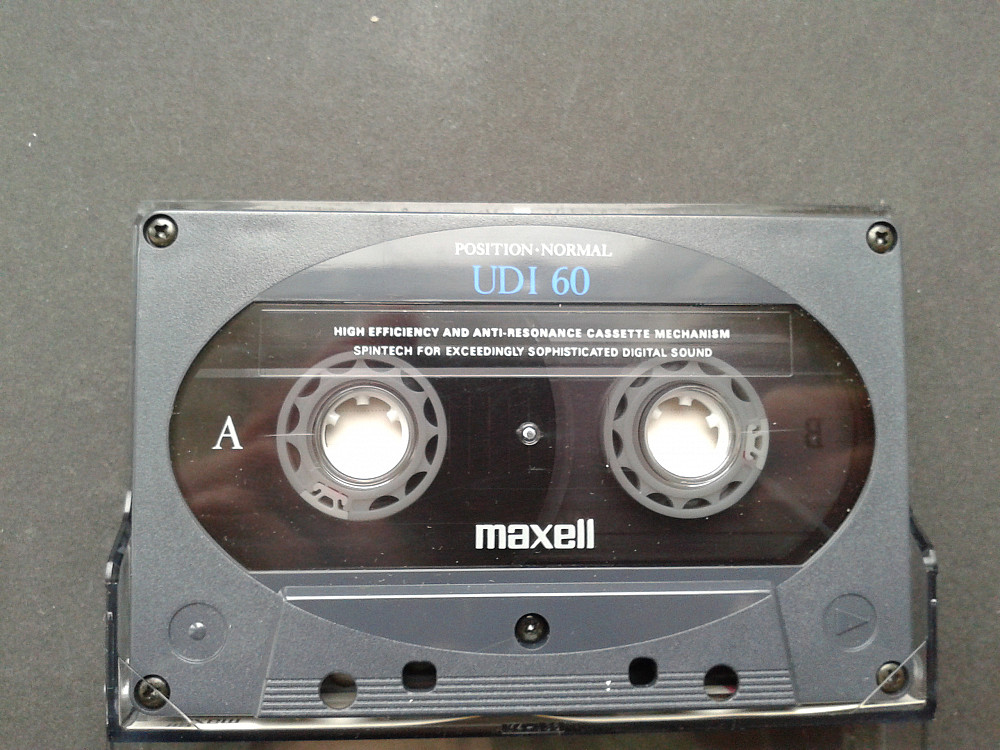 POSITION·NORMAL
UDI 60
HIGH EFFICIENCY AND ANTI-RESONANCE CASSETTE MECHANISM
SPINTECH FOR EXCEEDINGLY SOPHISTICATED DIGITAL SOUND
A
B
maxell